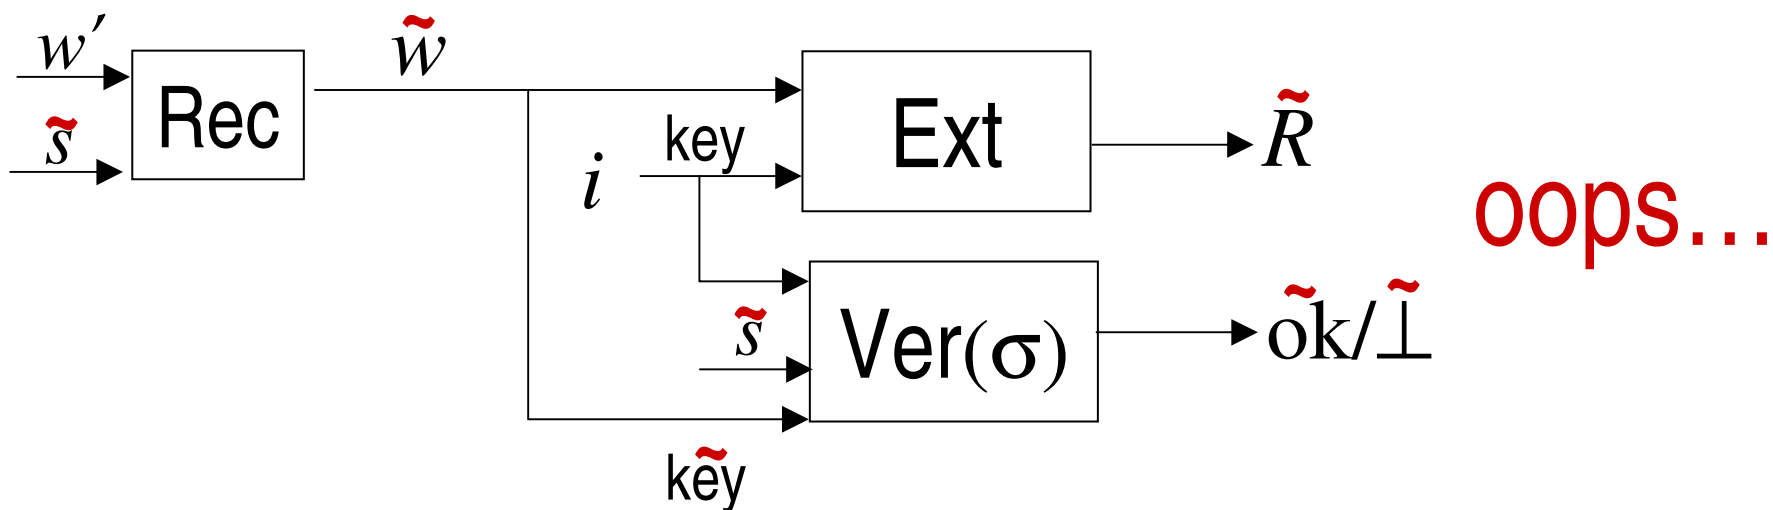 w′
w̃
s̃
Rec
i
key
Ext
R̃
oops…
s̃
Ver(σ)
õk/⊥̃
kẽy